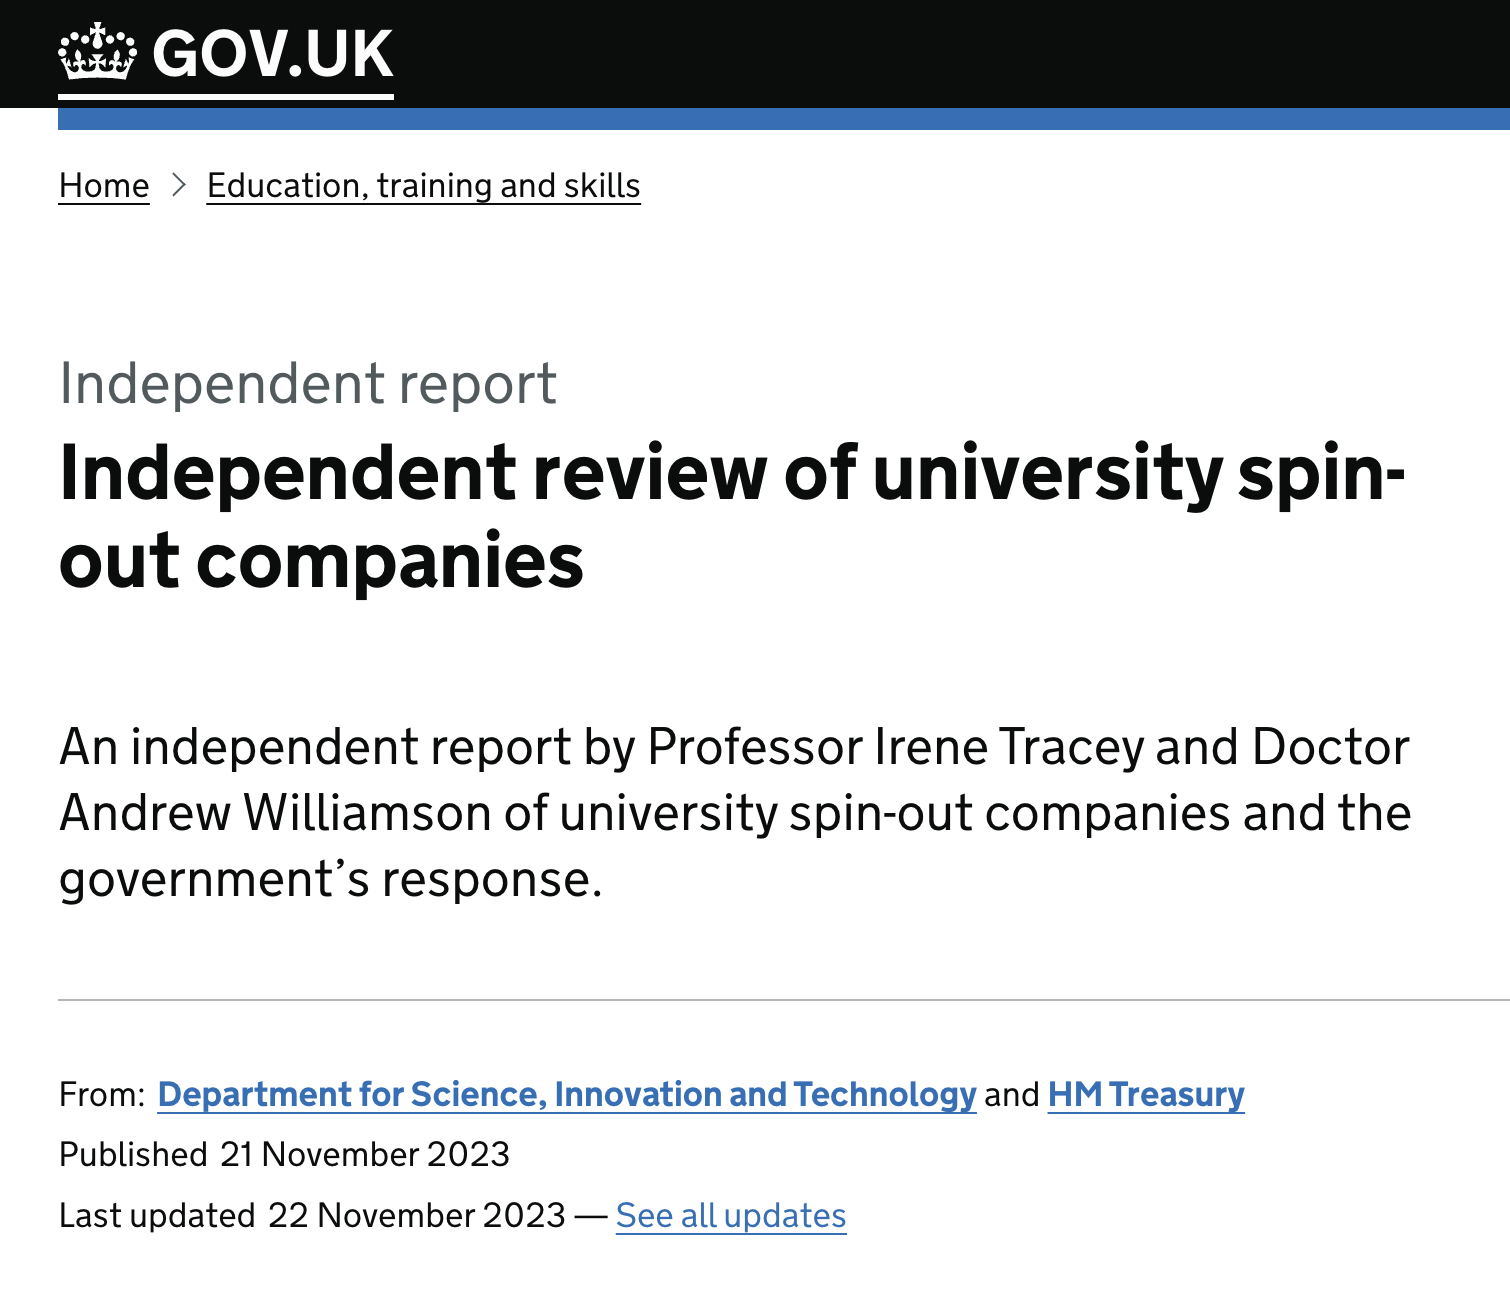 GOV.UK
Home > Education, training and skills
Independent report
Independent review of university spin-
out companies
An independent report by Professor Irene Tracey and Doctor
Andrew Williamson of university spin-out companies and the
government’s response.
From: Department for Science, Innovation and Technology and HM Treasury
Published 21 November 2023
Last updated 22 November 2023 — See all updates